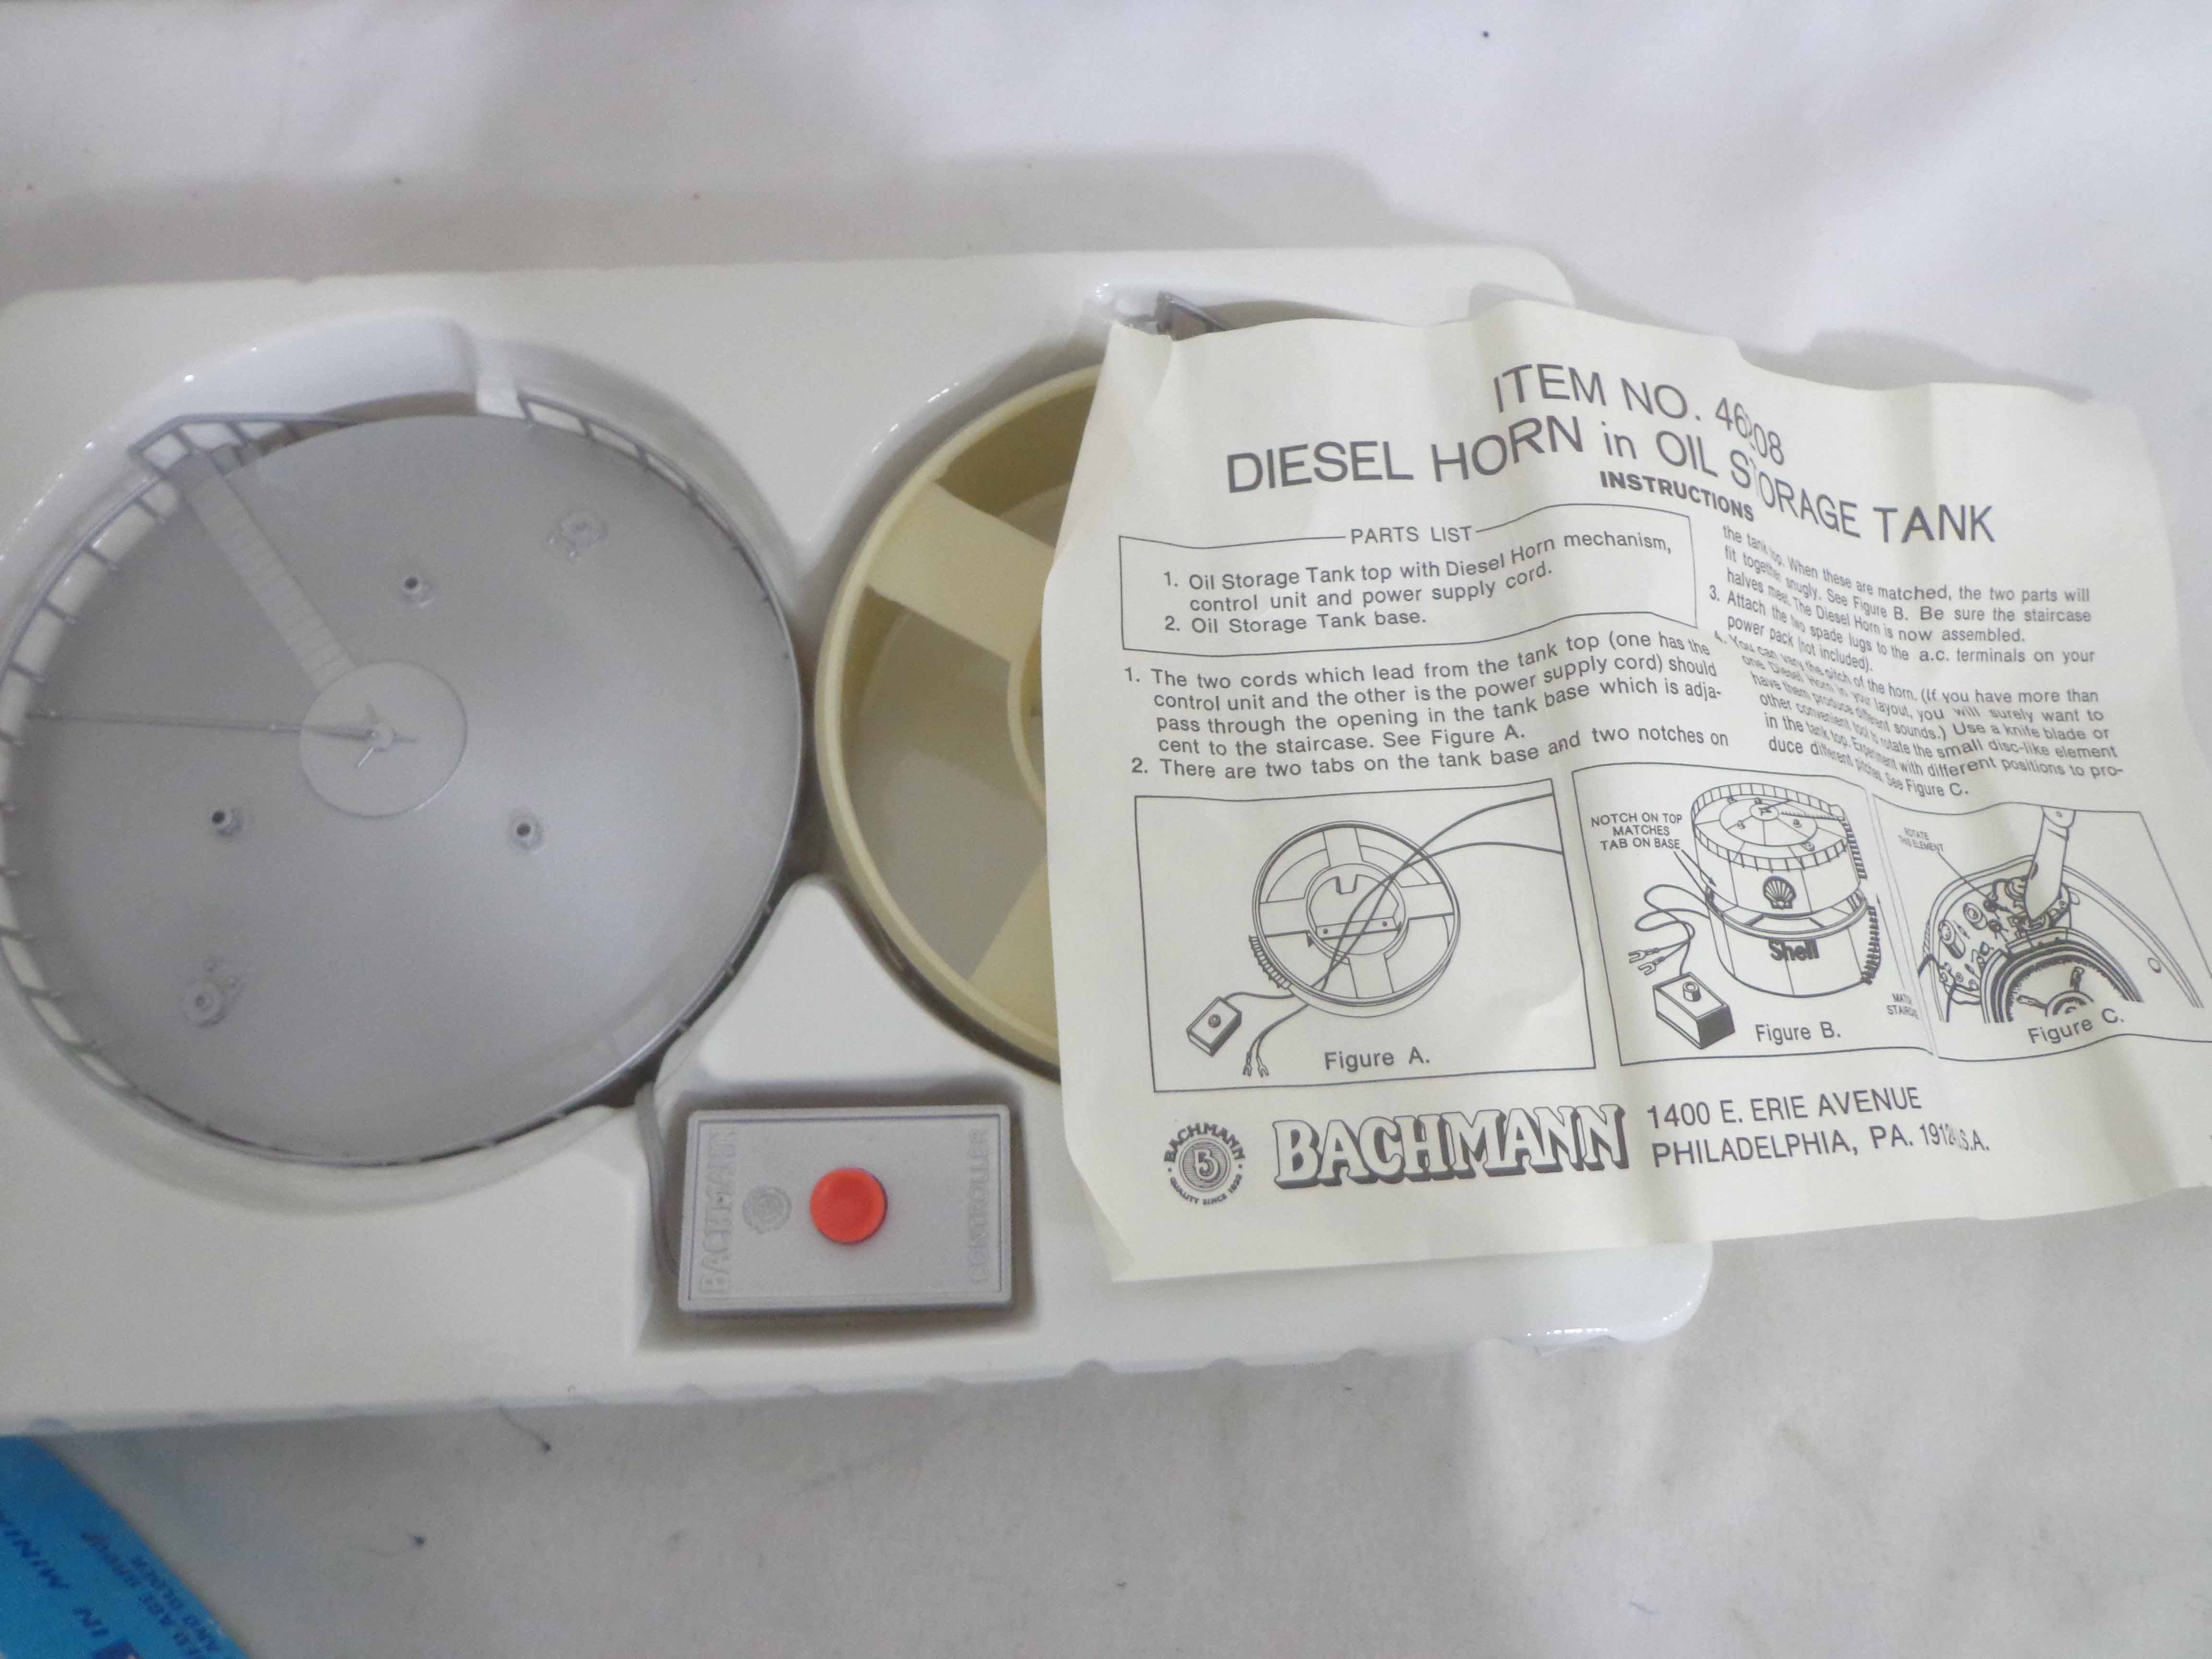 ITEM NO. 46208
DIESEL HORN in OIL STORAGE TANK
INSTRUCTIONS
PARTS LIST
1. Oil Storage Tank top with Diesel Horn mechanism,
control unit and power supply cord.
2. Oil Storage Tank base.
1. The two cords which lead from the tank top (one has the
control unit and the other is the power supply cord) should
pass through the opening in the tank base which is adja-
cent to the staircase. See Figure A.
2. There are two tabs on the tank base and two notches on
the tank top. When these are matched, the two parts will
fit together snugly. See Figure B. Be sure the staircase
halves meet. The Diesel Horn is now assembled.
3. Attach the two spade lugs to the a.c. terminals on your
power pack (not included).
4. You can vary the pitch of the horn. (If you have more than
one Diesel Horn in your layout, you will surely want to
have them produce different sounds.) Use a knife blade or
other convenient tool to rotate the small disc-like element
in the tank top. Experiment with different positions to pro-
duce different pitches. See Figure C.
Figure A.
NOTCH ON TOP
MATCHES
TAB ON BASE
Shell
Figure B.
ROTATE
THIS ELEMENT
Figure C.
BACHMANN
QUALITY SINCE
BACHMANN
1400 E. ERIE AVENUE
PHILADELPHIA, PA. 1912 .S.A.
BACHMANN
CONTROLLER
IN MINIA